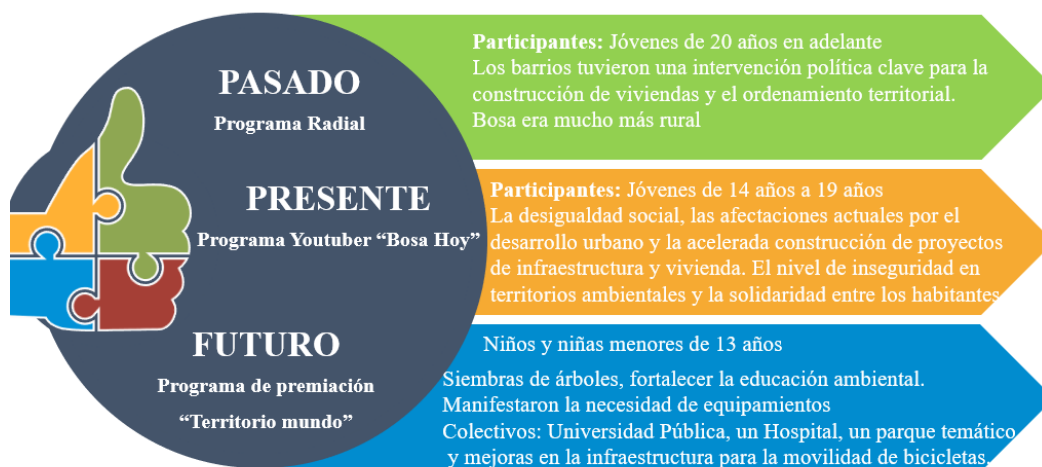 PASADO
Programa Radial
Participantes: Jóvenes de 20 años en adelante
Los barrios tuvieron una intervención política clave para la
construcción de viviendas y el ordenamiento territorial.
Bosa era mucho más rural
PRESENTE
Programa Youtuber “Bosa Hoy”
Participantes: Jóvenes de 14 años a 19 años
La desigualdad social, las afectaciones actuales por el
desarrollo urbano y la acelerada construcción de proyectos
de infraestructura y vivienda. El nivel de inseguridad en
territorios ambientales y la solidaridad entre los habitantes
FUTURO
Programa de premiación
“Territorio mundo”
Niños y niñas menores de 13 años
Siembras de árboles, fortalecer la educación ambiental.
Manifestaron la necesidad de equipamientos
Colectivos: Universidad Pública, un Hospital, un parque temático
y mejoras en la infraestructura para la movilidad de bicicletas.